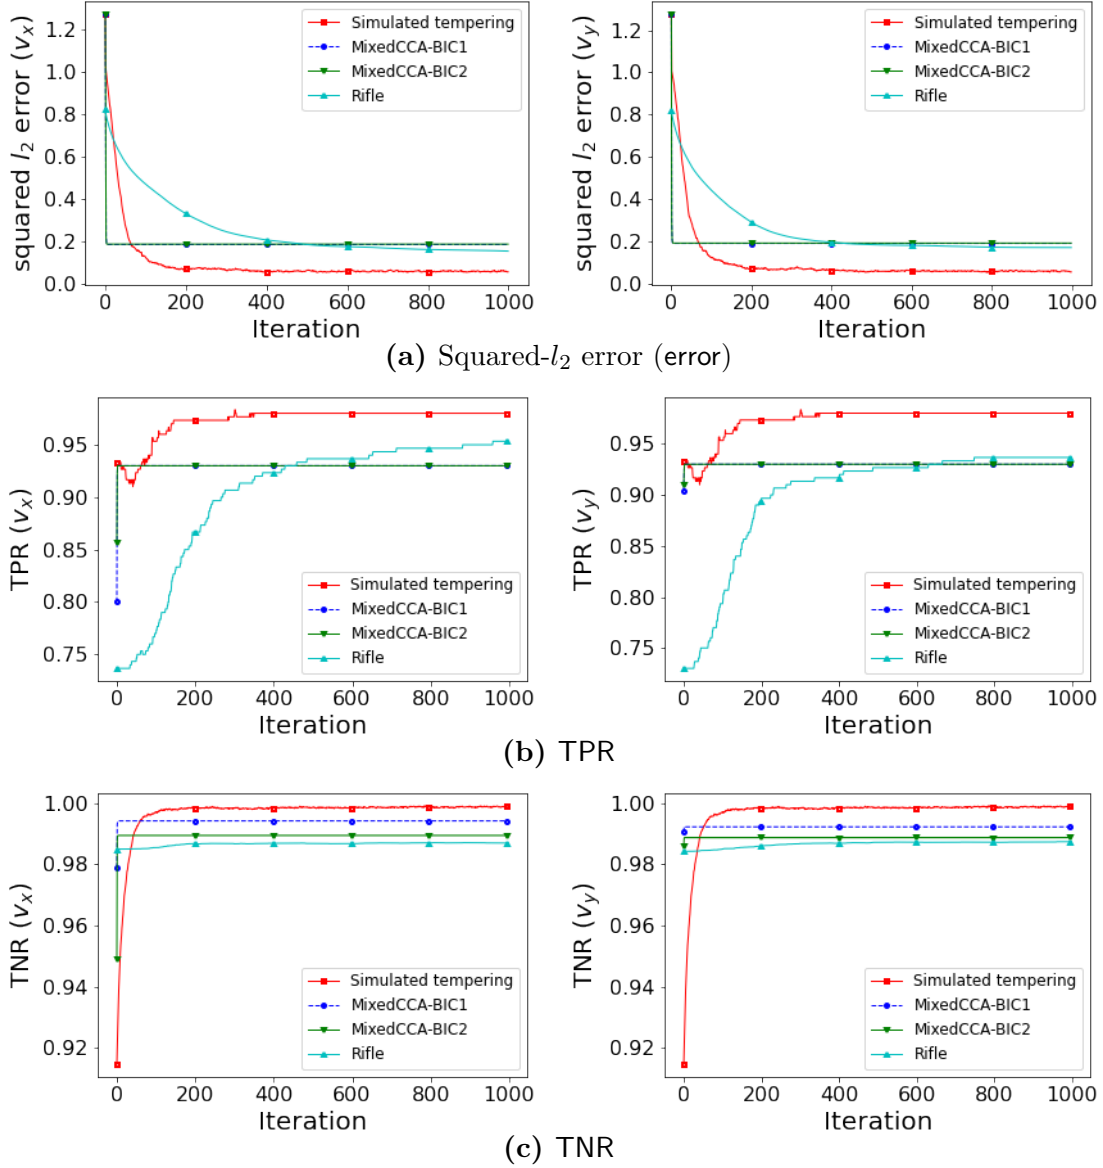 squared l₂ error (vₓ)
1.2
1.0
0.8
0.6
0.4
0.2
0.0
Simulated tempering
MixedCCA-BIC1
MixedCCA-BIC2
Rifle
0 200 400 600 800 1000
Iteration
squared l₂ error (v_y)
1.2
1.0
0.8
0.6
0.4
0.2
0.0
Simulated tempering
MixedCCA-BIC1
MixedCCA-BIC2
Rifle
0 200 400 600 800 1000
Iteration
(a) Squared-l₂ error (error)
TPR (vₓ)
0.95
0.90
0.85
0.80
0.75
Simulated tempering
MixedCCA-BIC1
MixedCCA-BIC2
Rifle
0 200 400 600 800 1000
Iteration
TPR (v_y)
0.95
0.90
0.85
0.80
0.75
Simulated tempering
MixedCCA-BIC1
MixedCCA-BIC2
Rifle
0 200 400 600 800 1000
Iteration
(b) TPR
TNR (vₓ)
1.00
0.98
0.96
0.94
0.92
Simulated tempering
MixedCCA-BIC1
MixedCCA-BIC2
Rifle
0 200 400 600 800 1000
Iteration
TNR (v_y)
1.00
0.98
0.96
0.94
0.92
Simulated tempering
MixedCCA-BIC1
MixedCCA-BIC2
Rifle
0 200 400 600 800 1000
Iteration
(c) TNR